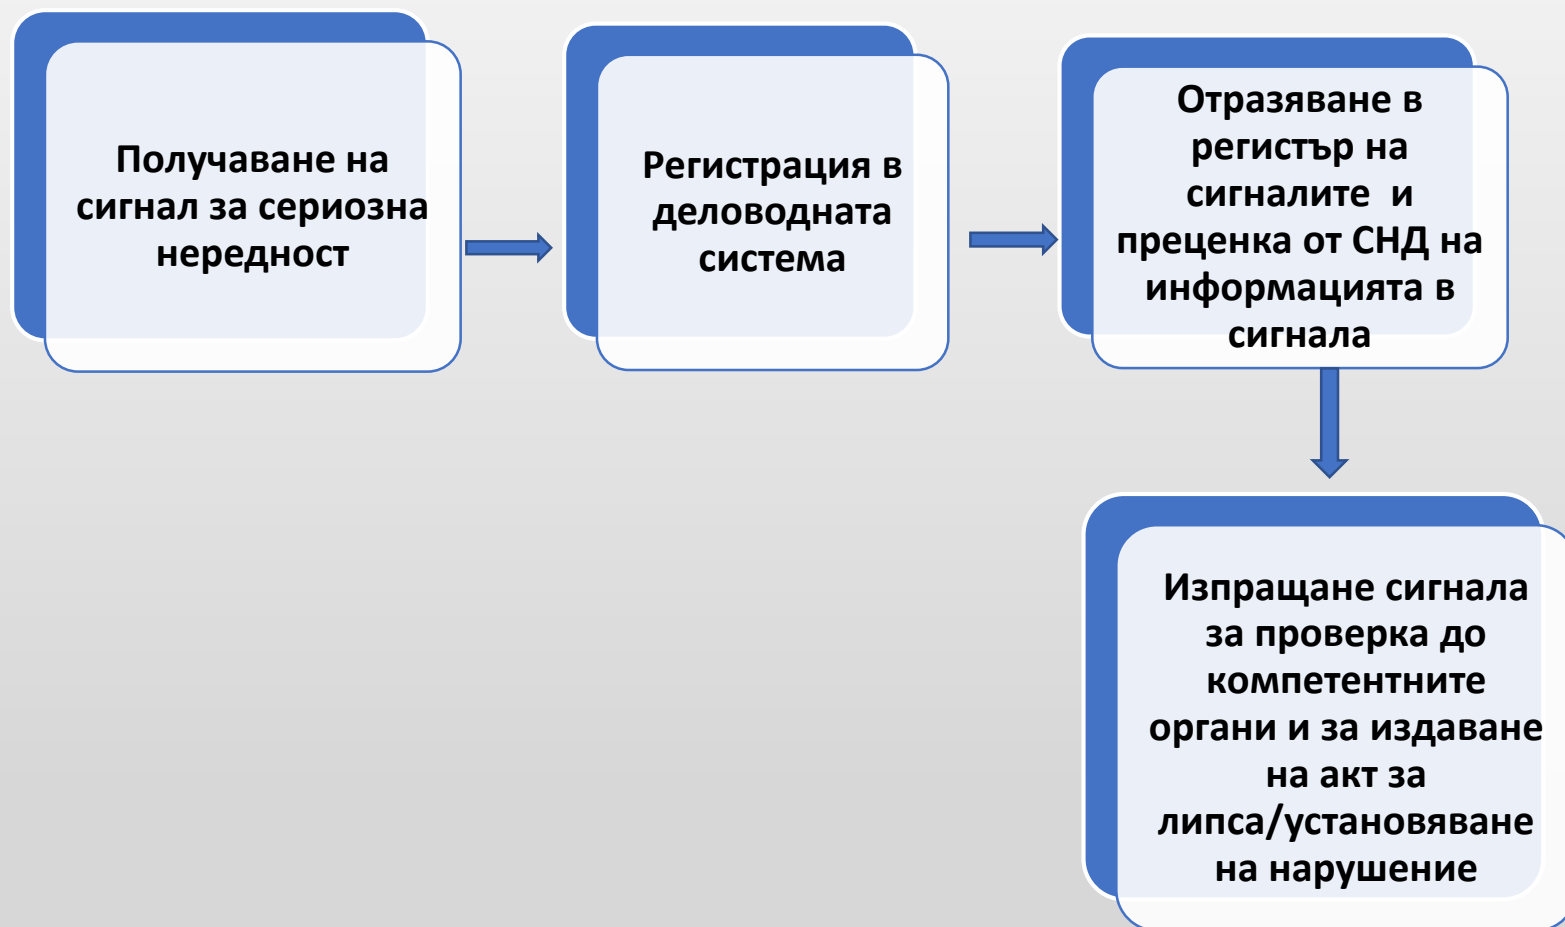 Получаване на
сигнал за сериозна
нередност
Регистрация в
деловодната
система
Отразяване в
регистър на
сигналите и
преценка от СНД на
информацията в
сигнала
Изпращане сигнала
за проверка до
компетентните
органи и за издаване
на акт за
липса/установяване
на нарушение